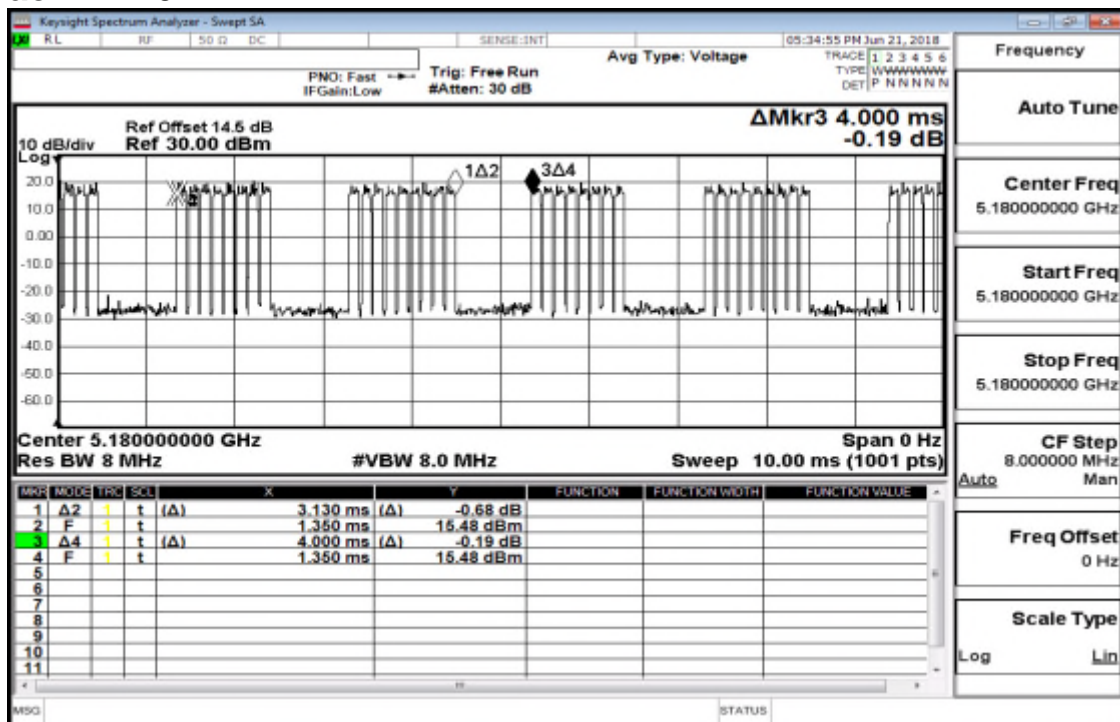 Keysight Spectrum Analyzer - Swept SA
RL RF 50 Ω DC SENSE:INT 05:34:55 PM Jun 21, 2018
Avg Type: Voltage
TRACE 1 2 3 4 5 6
TYPE WWWWWW
DET P N N N N N
PNO: Fast
IFGain:Low
Trig: Free Run
#Atten: 30 dB
Frequency
Auto Tune
ΔMkr3 4.000 ms
-0.19 dB
Ref Offset 14.5 dB
10 dB/div Ref 30.00 dBm
Log
1Δ2 3Δ4
20.0
10.0
0.00
-10.0
-20.0
-30.0
-40.0
-50.0
-60.0
Center Freq
5.180000000 GHz
Start Freq
5.180000000 GHz
Stop Freq
5.180000000 GHz
Center 5.180000000 GHz Span 0 Hz
Res BW 8 MHz #VBW 8.0 MHz Sweep 10.00 ms (1001 pts)
CF Step
8.000000 MHz
Auto Man
MKR MODE TRC SCL X Y FUNCTION FUNCTION WIDTH FUNCTION VALUE
1 Δ2 1 t (Δ) 3.130 ms (Δ) -0.68 dB
2 F 1 t 1.350 ms 15.48 dBm
3 Δ4 1 t (Δ) 4.000 ms (Δ) -0.19 dB
4 F 1 t 1.350 ms 15.48 dBm
5
6
7
8
9
10
11
Freq Offset
0 Hz
Scale Type
Log Lin
MSG STATUS